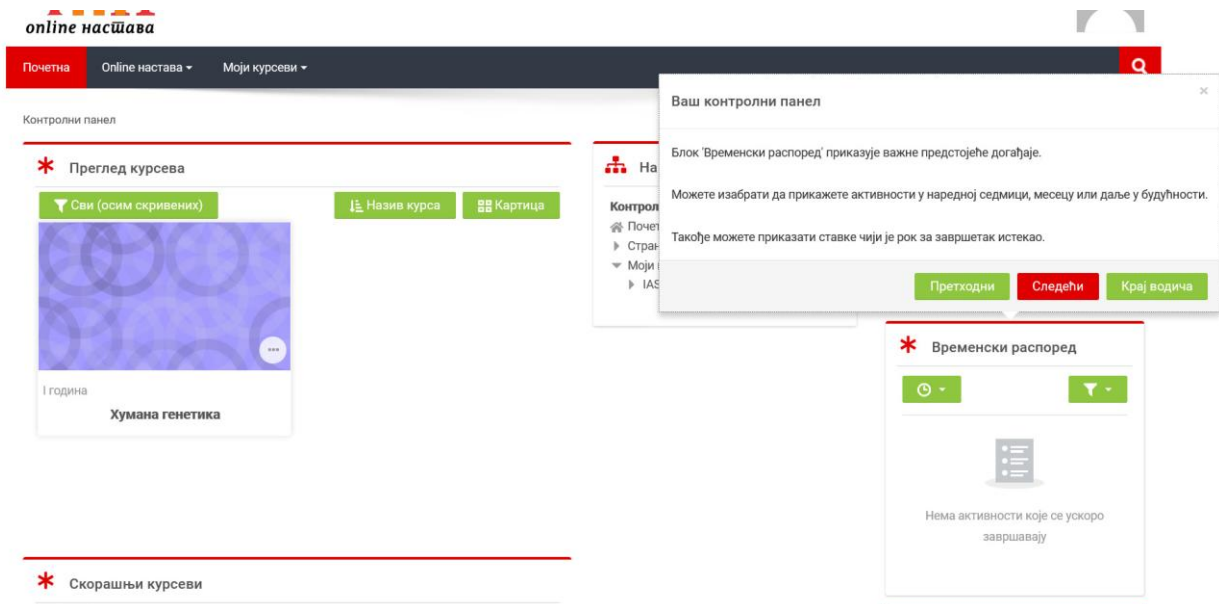 online настава
Почетна Online настава Моји курсеви
Контролни панел
Преглед курсева
Сви (осим скривених) Назив курса Картица
I година
Хумана генетика
Скорашњи курсеви
На
Контрол
Почет
Стран
Моји
IAS
Ваш контролни панел
×
Блок 'Временски распоред' приказује важне предстојеће догађаје.
Можете изабрати да прикажете активности у наредној седмици, месецу или даље у будућности.
Такође можете приказати ставке чији је рок за завршетак истекао.
Претходни Следећи Крај водича
Временски распоред
Нема активности које се ускоро
завршавају